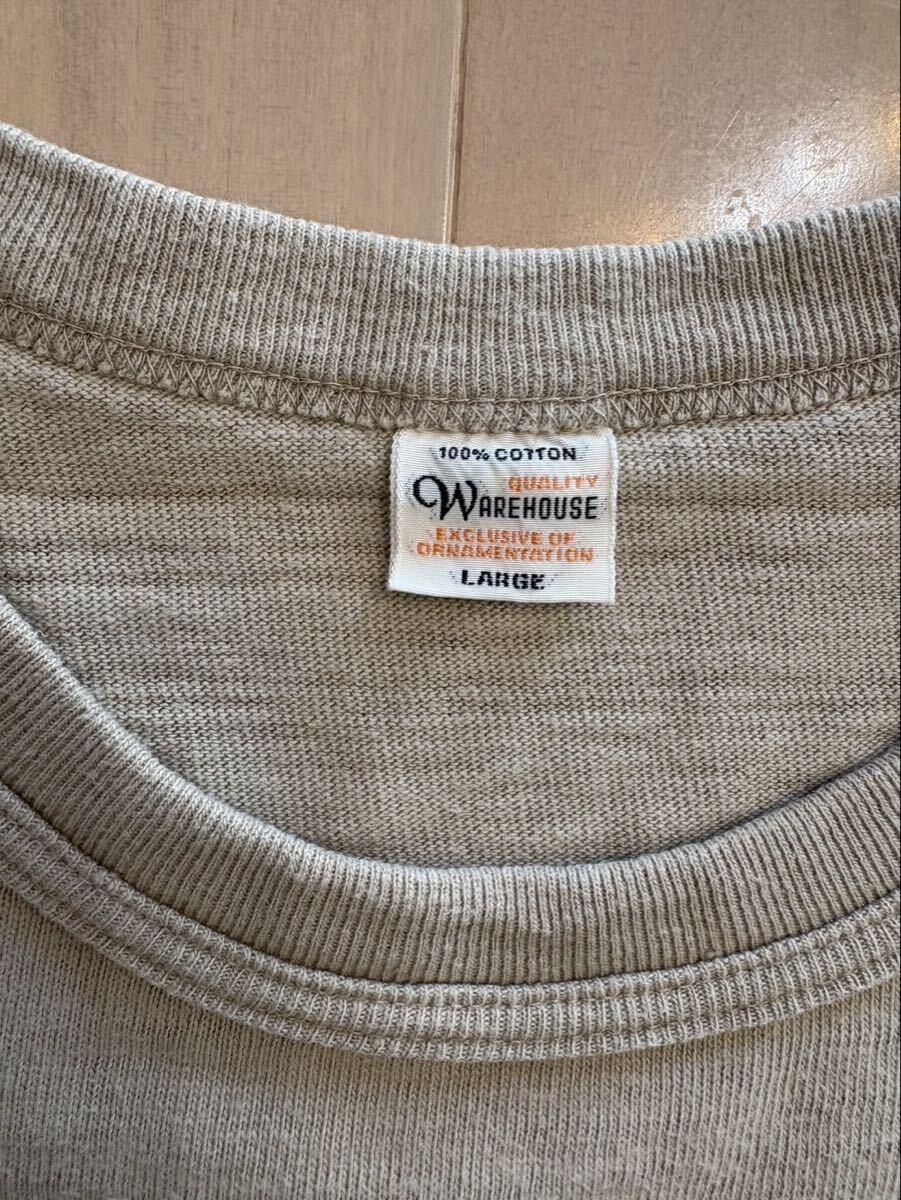 100% COTTON
QUALITY
WAREHOUSE
EXCLUSIVE OF
ORNAMENTATION
LARGE